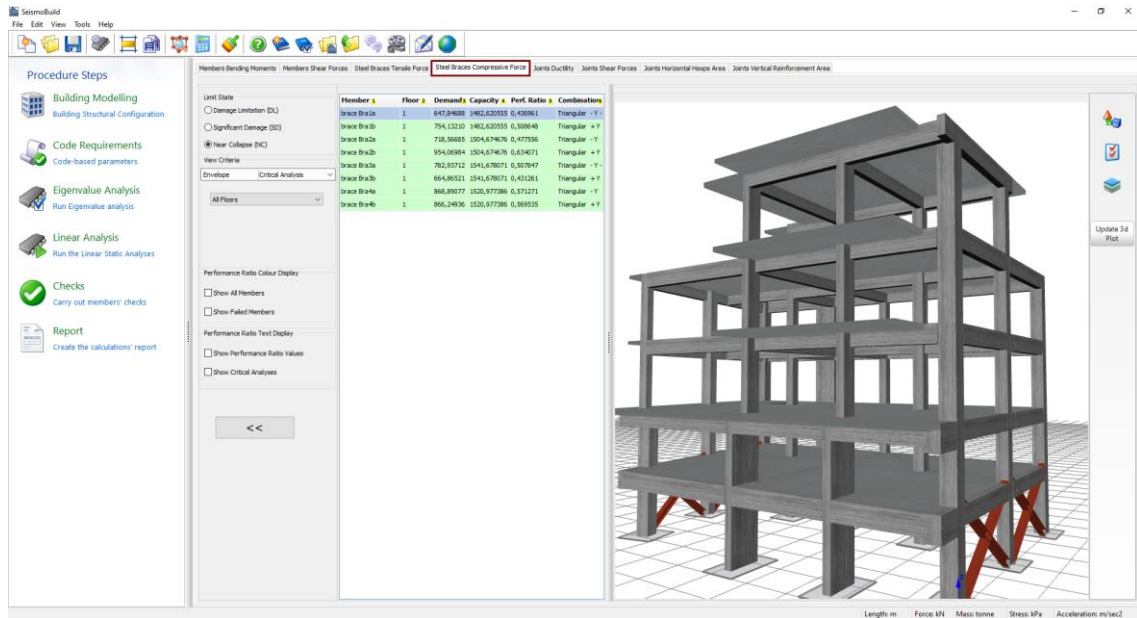 SeismoBuild
File Edit View Tools Help
Procedure Steps
Building Modelling
Building Structural Configuration
Code Requirements
Code-based parameters
Eigenvalue Analysis
Run Eigenvalue analysis
Linear Analysis
Run the Linear Static Analyses
Checks
Carry out members' checks
Report
Create the calculations' report
Members Bending Moments Members Shear Forces Steel Braces Tensile Force Steel Braces Compressive Force Joints Ductility Joints Shear Forces Joints Horizontal Hoops Area Joints Vertical Reinforcement Area
Limit State
Damage Limitation (DL)
Significant Damage (SD)
Near Collapse (NC)
View Criteria
Envelope Critical Analysis
All Floors
Performance Ratio Colour Display
Show All Members
Show Failed Members
Performance Ratio Text Display
Show Performance Ratio Values
Show Critical Analyses
<<
Member 1 Floor 2 Demand 3 Capacity 4 Perf. Ratio 5 Combination 6
brace Bra1a 1 647,84688 1482,620555 0,436961 Triangular - Y -
brace Bra1b 1 754,13210 1482,620555 0,508648 Triangular + Y
brace Bra2a 1 718,56685 1504,674676 0,477556 Triangular - Y
brace Bra2b 1 954,06984 1504,674676 0,634071 Triangular + Y
brace Bra3a 1 782,93712 1541,678071 0,507847 Triangular - Y -
brace Bra3b 1 664,86521 1541,678071 0,431261 Triangular + Y
brace Bra4a 1 868,89077 1520,977386 0,571271 Triangular - Y
brace Bra4b 1 866,24936 1520,977386 0,569535 Triangular + Y
Update 3d
Plot
Length: m Force: kN Mass: tonne Stress: kPa Acceleration: m/sec2